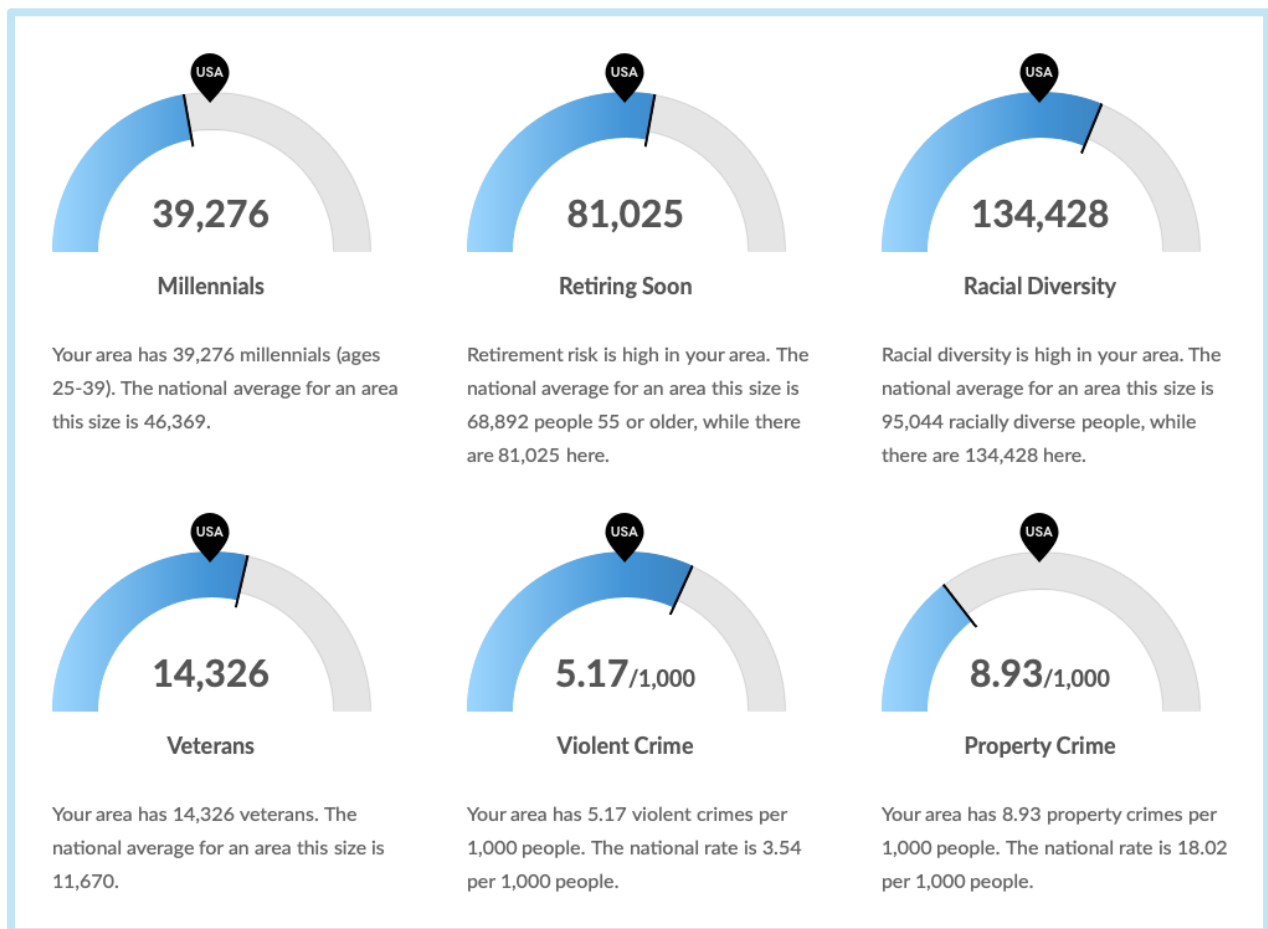 USA
39,276
Millennials
Your area has 39,276 millennials (ages
25-39). The national average for an area
this size is 46,369.
USA
81,025
Retiring Soon
Retirement risk is high in your area. The
national average for an area this size is
68,892 people 55 or older, while there
are 81,025 here.
USA
134,428
Racial Diversity
Racial diversity is high in your area. The
national average for an area this size is
95,044 racially diverse people, while
there are 134,428 here.
USA
14,326
Veterans
Your area has 14,326 veterans. The
national average for an area this size is
11,670.
USA
5.17/1,000
Violent Crime
Your area has 5.17 violent crimes per
1,000 people. The national rate is 3.54
per 1,000 people.
USA
8.93/1,000
Property Crime
Your area has 8.93 property crimes per
1,000 people. The national rate is 18.02
per 1,000 people.